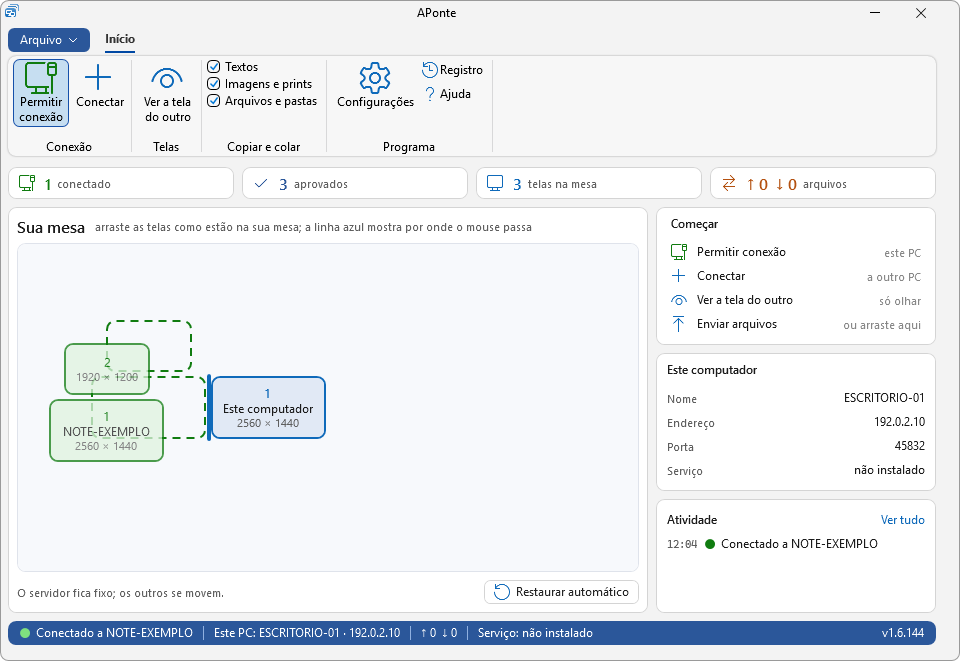 APonte
Arquivo
Início
Permitir conexão
Conectar
Conexão
Ver a tela do outro
Telas
Textos
Imagens e prints
Arquivos e pastas
Copiar e colar
Configurações
Registro
Ajuda
Programa
1 conectado
3 aprovados
3 telas na mesa
↑ 0 ↓ 0 arquivos
Sua mesa arraste as telas como estão na sua mesa; a linha azul mostra por onde o mouse passa
2
1920 × 1200
1
NOTE-EXEMPLO
2560 × 1440
1
Este computador
2560 × 1440
O servidor fica fixo; os outros se movem.
Restaurar automático
Começar
Permitir conexão este PC
Conectar a outro PC
Ver a tela do outro só olhar
Enviar arquivos ou arraste aqui
Este computador
Nome ESCRITORIO-01
Endereço 192.0.2.10
Porta 45832
Serviço não instalado
Atividade Ver tudo
12:04 Conectado a NOTE-EXEMPLO
Conectado a NOTE-EXEMPLO Este PC: ESCRITORIO-01 · 192.0.2.10 ↑ 0 ↓ 0 Serviço: não instalado v1.6.144